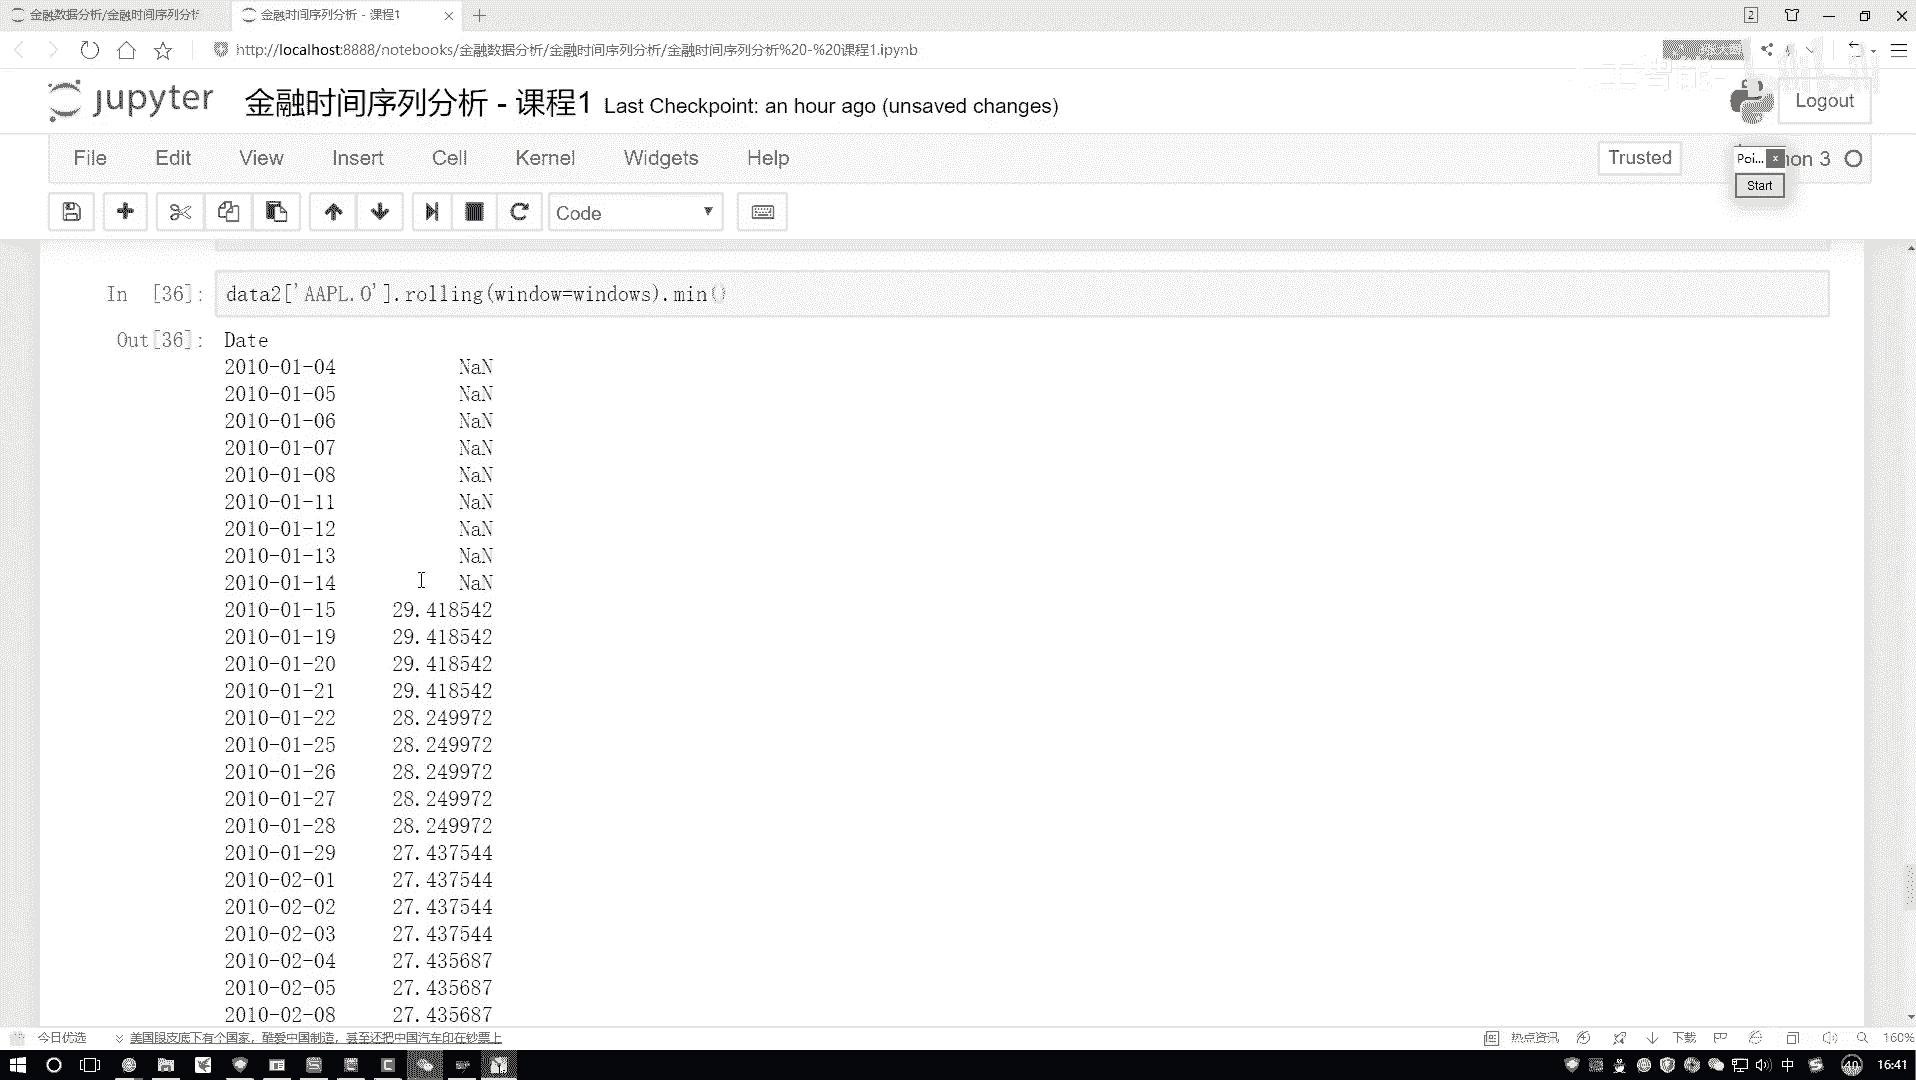 金融数据分析/金融时间序列分析
金融时间序列分析 - 课程1
2
http://localhost:8888/notebooks/金融数据分析/金融时间序列分析/金融时间序列分析%20-%20课程1.ipynb
jupyter
金融时间序列分析 - 课程1 Last Checkpoint: an hour ago (unsaved changes)
Logout
File Edit View Insert Cell Kernel Widgets Help
Trusted
Poi...
hon 3
Start
Code
In [36]: data2['AAPL.O'].rolling(window=windows).min()
Out[36]: Date
2010-01-04 NaN
2010-01-05 NaN
2010-01-06 NaN
2010-01-07 NaN
2010-01-08 NaN
2010-01-11 NaN
2010-01-12 NaN
2010-01-13 NaN
2010-01-14 NaN
2010-01-15 29.418542
2010-01-19 29.418542
2010-01-20 29.418542
2010-01-21 29.418542
2010-01-22 28.249972
2010-01-25 28.249972
2010-01-26 28.249972
2010-01-27 28.249972
2010-01-28 28.249972
2010-01-29 27.437544
2010-02-01 27.437544
2010-02-02 27.437544
2010-02-03 27.437544
2010-02-04 27.435687
2010-02-05 27.435687
2010-02-08 27.435687
今日优选
美国眼皮底下有个国家，酷爱中国制造，甚至还把中国汽车印在钞票上
热点资讯
下载
160%
中
40
16:41